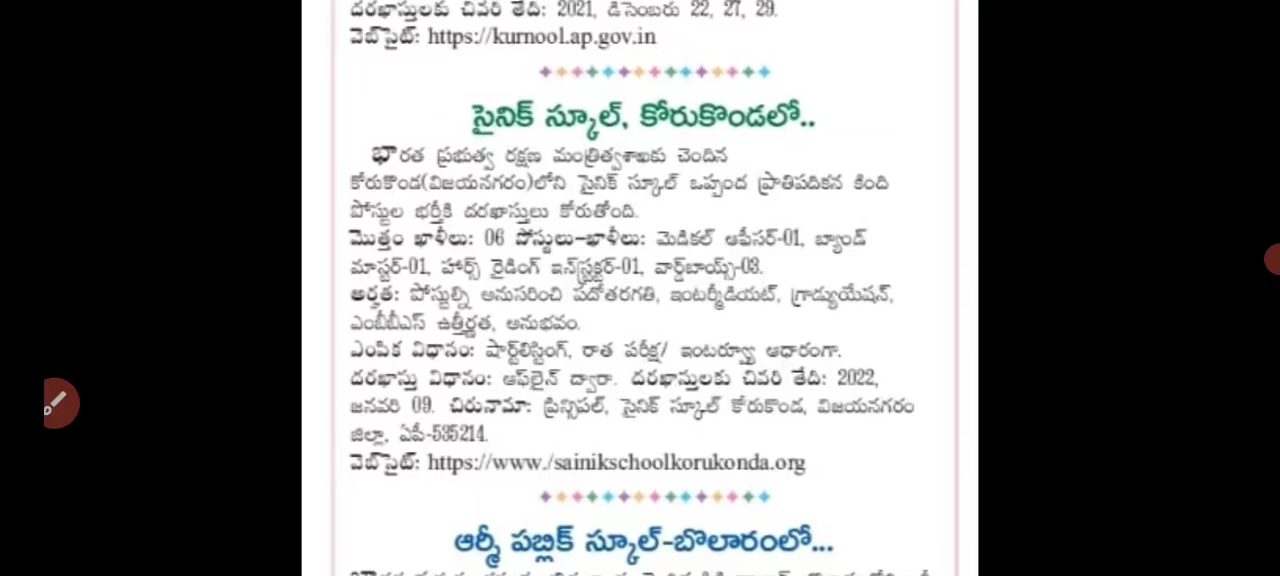 దరఖాస్తులకు చివరి తేది: 2021, డిసెంబరు 22, 27, 29.
వెబ్‌సైట్: https://kurnool.ap.gov.in
సైనిక్ స్కూల్, కోరుకొండలో..
భారత ప్రభుత్వ రక్షణ మంత్రిత్వశాఖకు చెందిన
కోరుకొండ(విజయనగరం)లోని సైనిక్ స్కూల్ ఒప్పంద ప్రాతిపదికన కింది
పోస్టుల భర్తీకి దరఖాస్తులు కోరుతోంది.
మొత్తం ఖాళీలు: 06 పోస్టులు-ఖాళీలు: మెడికల్ ఆఫీసర్-01, బ్యాండ్
మాస్టర్-01, హార్స్ రైడింగ్ ఇన్‌స్ట్రక్టర్-01, వార్డ్‌బాయ్స్-03.
అర్హత: పోస్టుల్ని అనుసరించి పదోతరగతి, ఇంటర్మీడియట్, గ్రాడ్యుయేషన్,
ఎంబీబీఎస్ ఉత్తీర్ణత, అనుభవం.
ఎంపిక విధానం: షార్ట్‌లిస్టింగ్, రాత పరీక్ష/ ఇంటర్వ్యూ ఆధారంగా.
దరఖాస్తు విధానం: ఆఫ్‌లైన్ ద్వారా. దరఖాస్తులకు చివరి తేది: 2022,
జనవరి 09. చిరునామా: ప్రిన్సిపల్, సైనిక్ స్కూల్ కోరుకొండ, విజయనగరం
జిల్లా, ఏపీ-535214.
వెబ్‌సైట్: https://www./sainikschoolkorukonda.org
ఆర్మీ పబ్లిక్ స్కూల్-బొలారంలో...